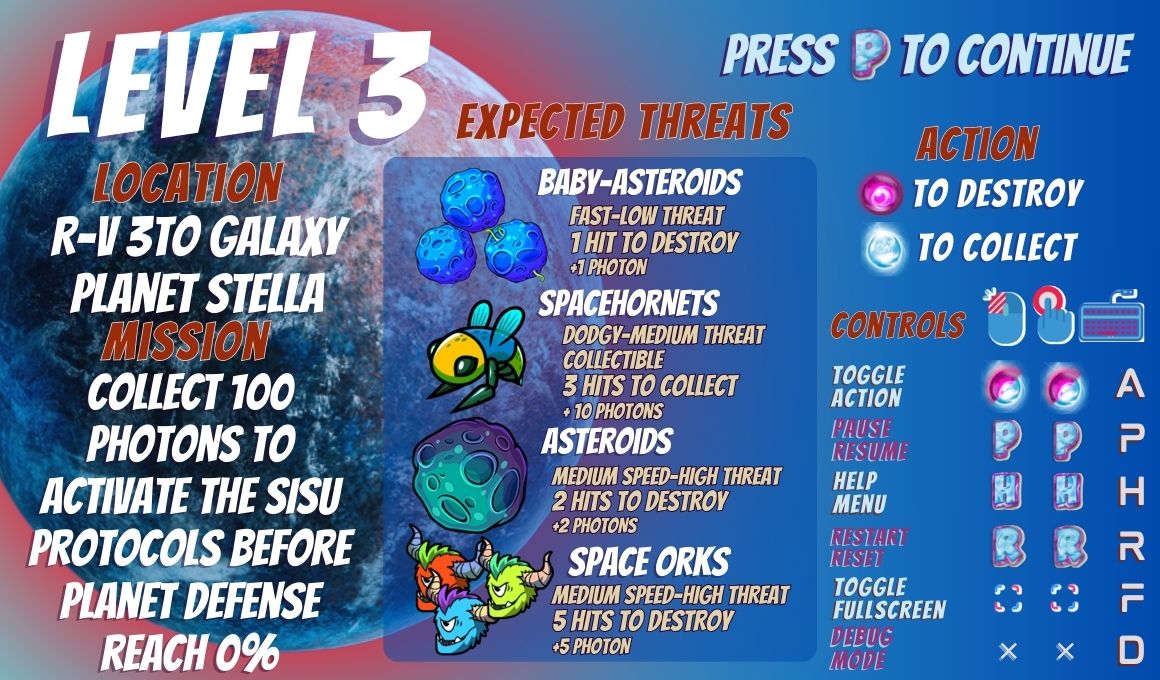 LEVEL 3
PRESS P TO CONTINUE
LOCATION
R-V 3TO GALAXY
PLANET STELLA
MISSION
COLLECT 100
PHOTONS TO
ACTIVATE THE SISU
PROTOCOLS BEFORE
PLANET DEFENSE
REACH 0%
EXPECTED THREATS
BABY-ASTEROIDS
FAST-LOW THREAT
1 HIT TO DESTROY
+1 PHOTON
SPACEHORNETS
DODGY-MEDIUM THREAT
COLLECTIBLE
3 HITS TO COLLECT
+ 10 PHOTONS
ASTEROIDS
MEDIUM SPEED-HIGH THREAT
2 HITS TO DESTROY
+2 PHOTONS
SPACE ORKS
MEDIUM SPEED-HIGH THREAT
5 HITS TO DESTROY
+5 PHOTON
ACTION
TO DESTROY
TO COLLECT
CONTROLS
TOGGLE
ACTION A
PAUSE
RESUME P P P
HELP
MENU H H H
RESTART
RESET R R R
TOGGLE
FULLSCREEN F
DEBUG
MODE × × D